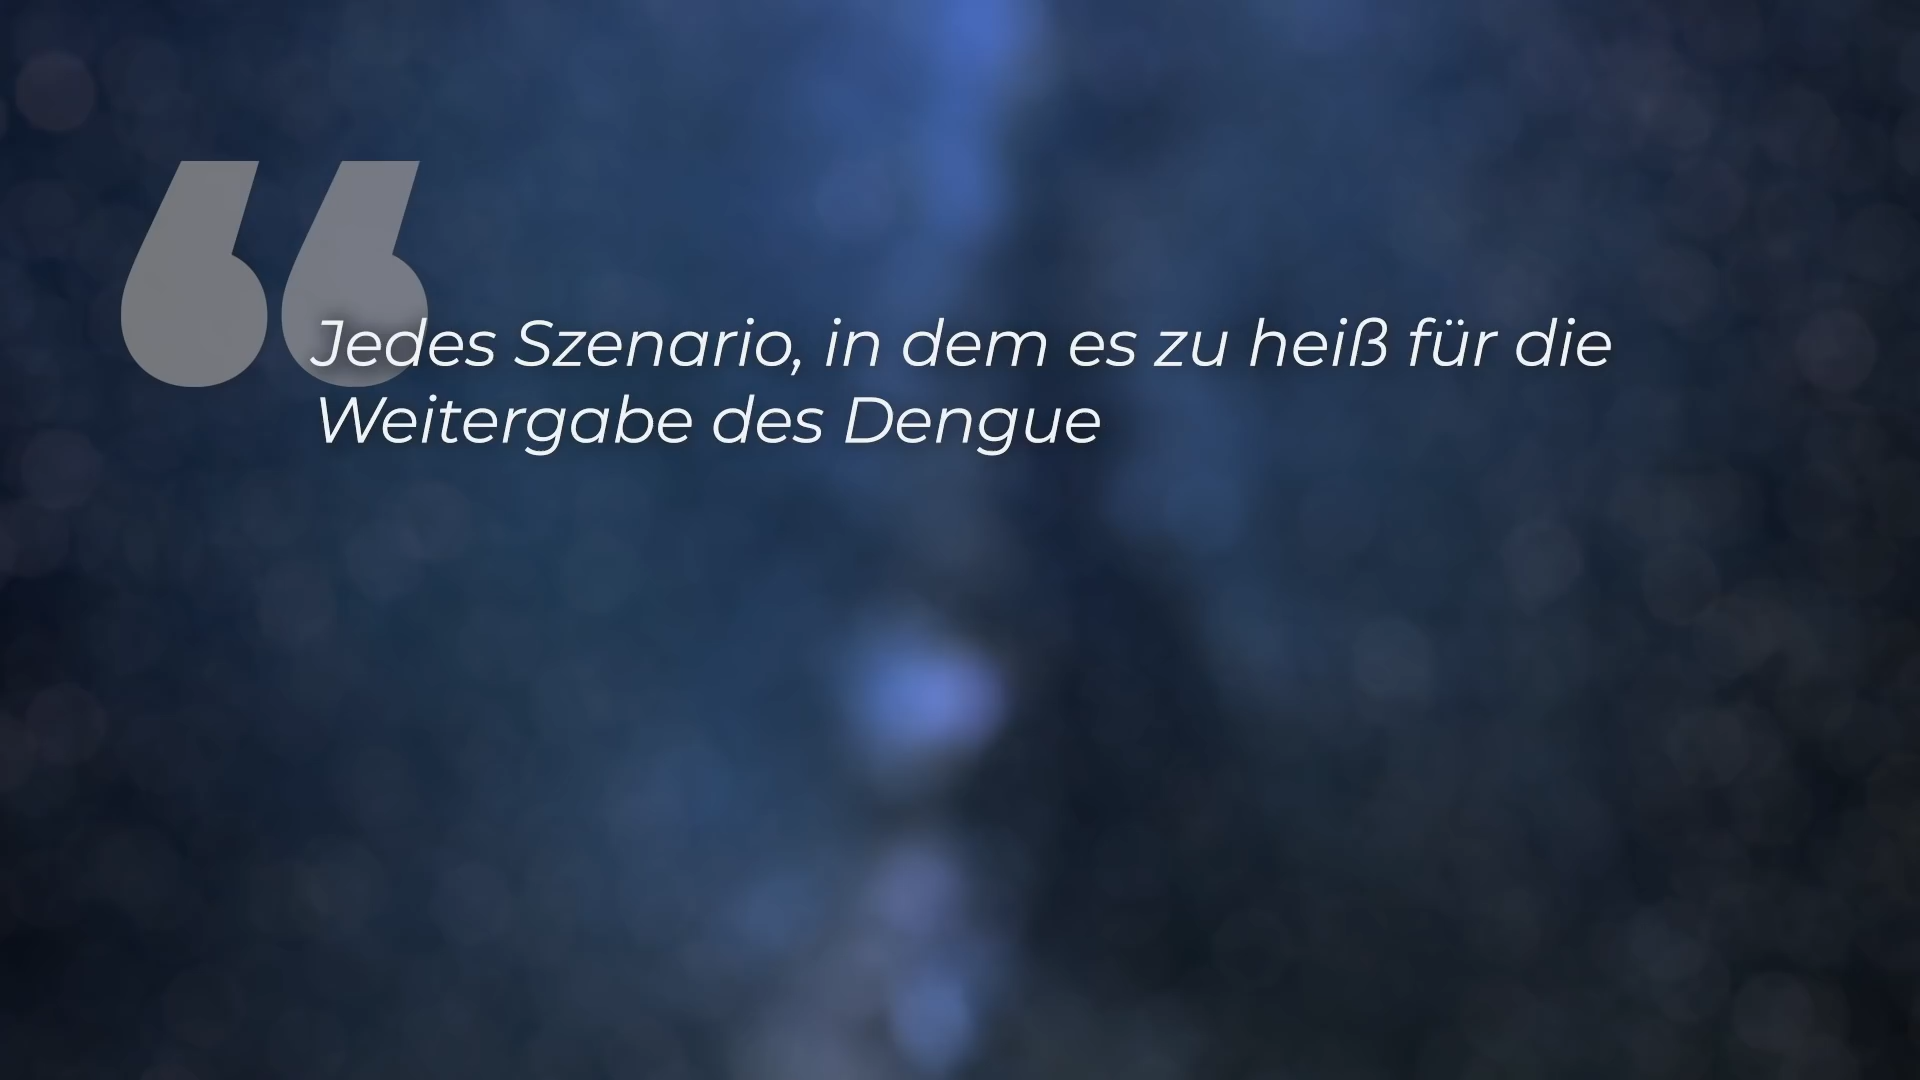 Jedes Szenario, in dem es zu heiß für die
Weitergabe des Dengue